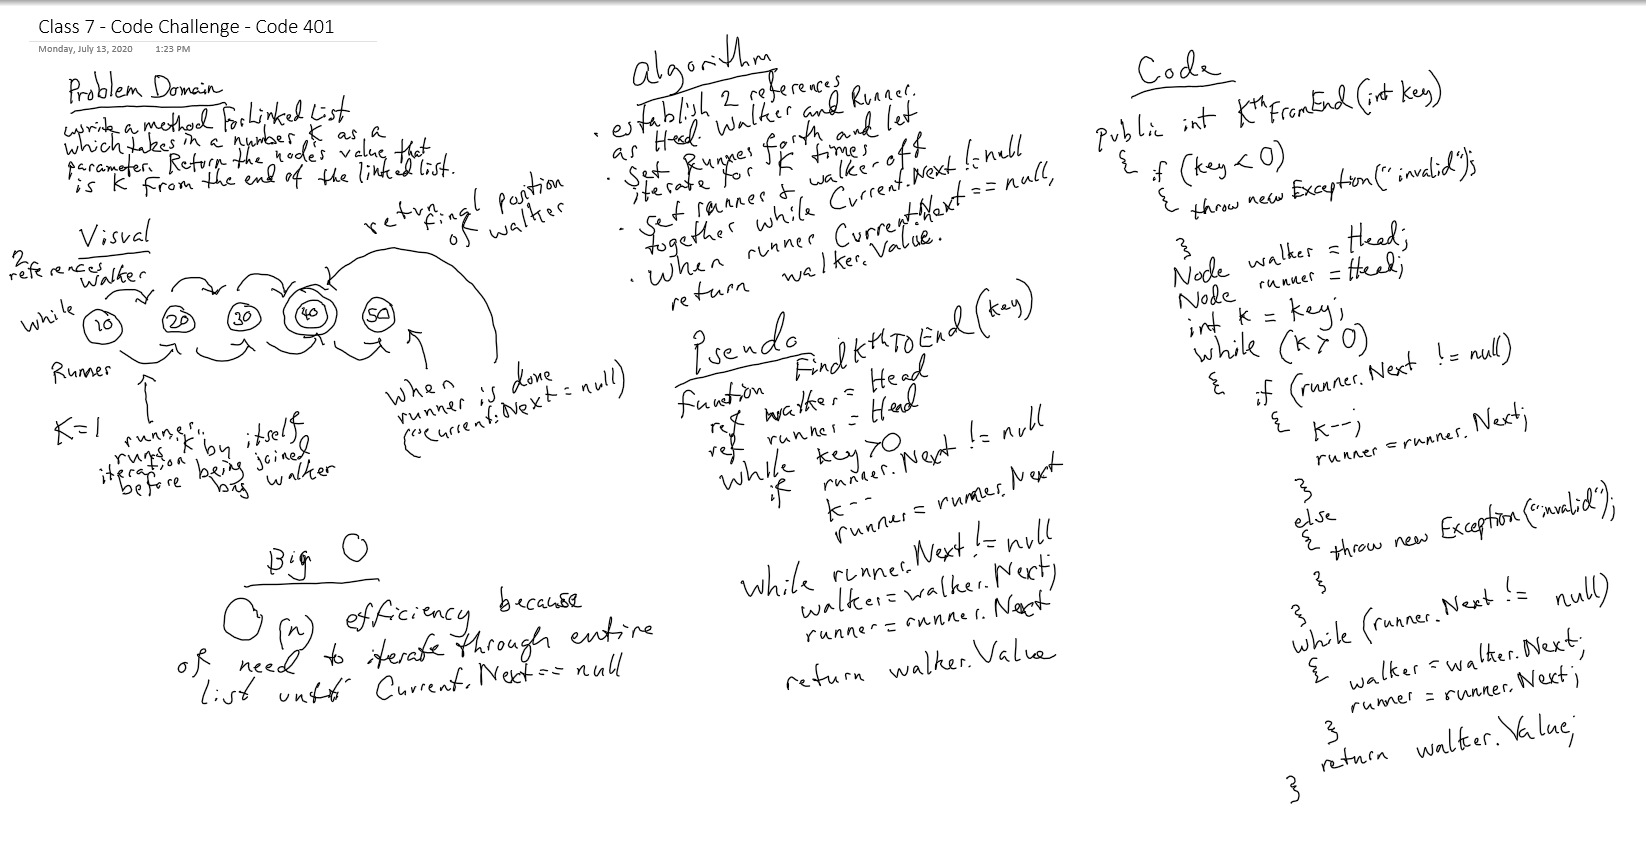 Class 7 - Code Challenge - Code 401
Monday, July 13, 2020 1:23 PM
Problem Domain
write a method for Linked List
which takes in a number K as a
parameter. Return the node's value that
is K from the end of the linked list.
Visual
2
references
walker
while
10 20 30 40 50
Runner
K=1
runner
runs K by itself
iteration
before being joined
by walker
return
final position
of walker
When
runner is done
("Current.Next = null)
Big O
O(n) efficiency because
of need to iterate through entire
list until Current.Next == null
algorithm
· establish 2 references
as Head. Walker and Runner.
· Set Runner forth and let
iterate for K times
· Set runner & walker off
together while Current.Next != null
· When runner Current.Next == null,
return walker.Value.
Pseudo
function Find KthToEnd (key)
ref walker = Head
ref runner = Head
while key >0
if runner.Next != null
k--
runner = runner.Next
while runner.Next != null
walker = walker.Next;
runner = runner.Next
return walker.Value
Code
public int KthFromEnd (int key)
{ if (key < 0)
{ throw new Exception("invalid");
}
Node walker = Head;
Node runner = Head;
int k = key;
while (k > 0)
{ if (runner.Next != null)
{ k--;
runner = runner.Next;
}
else
{ throw new Exception("invalid");
}
}
while (runner.Next != null)
{ walker = walker.Next;
runner = runner.Next;
}
return walker.Value;
}